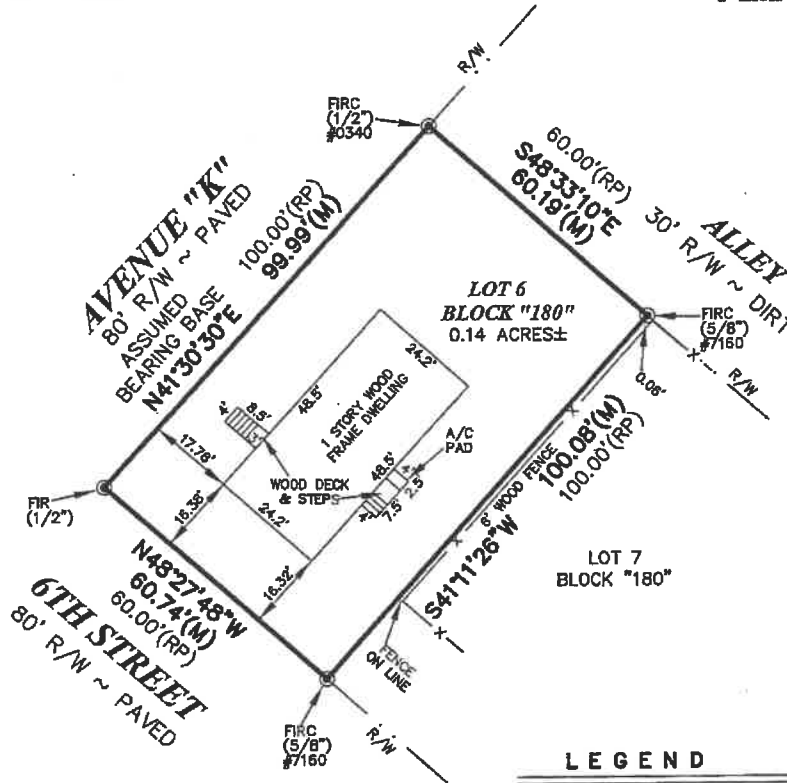 R/W
FIRC
(1/2")
#0340
60.00'(RP)
S48°33'10"E
60.19'(M)
30' R/W ~ DIRT
ALLEY
AVENUE "K"
80' R/W ~ PAVED
ASSUMED
BEARING BASE
100.00'(RP)
N41°30'30"E
99.99'(M)
LOT 6
BLOCK "180"
0.14 ACRES±
FIRC
(5/8")
#7160
X
R/W
0.06'
24.2'
48.5'
1 STORY WOOD
FRAME DWELLING
8.5'
4'
A/C
PAD
17.76'
WOOD DECK
& STEPS
48.5'
2.5'
7.5'
X
6' WOOD FENCE
X
100.08'(M)
100.00'(RP)
S41°11'26"W
FIR
(1/2")
16.38'
24.2'
16.32'
LOT 7
BLOCK "180"
N48°27'48"W
60.74'(M)
60.00'(RP)
6TH STREET
80' R/W ~ PAVED
X
FENCE
ON LINE
FIRC
(5/8")
#7160
R/W
LEGEND